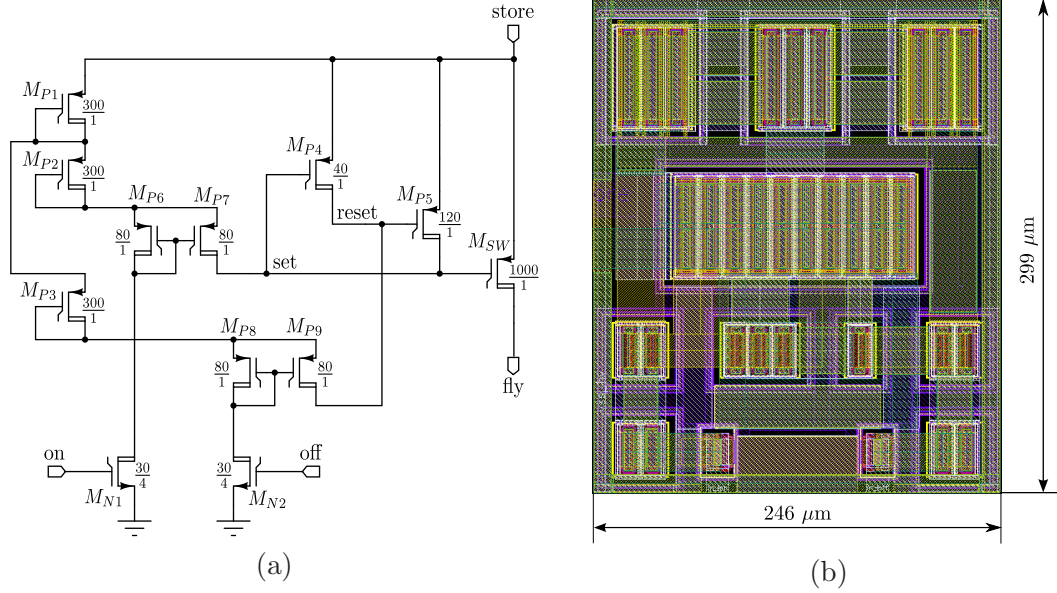 store
M_P1
300/1
M_P2
300/1
M_P4
40/1
M_P6
M_P7
M_P5
80/1
80/1
reset
120/1
M_SW
set
1000/1
M_P3
300/1
M_P8
M_P9
80/1
80/1
fly
on
off
30/4
30/4
M_N1
M_N2
(a)
299 μm
246 μm
(b)